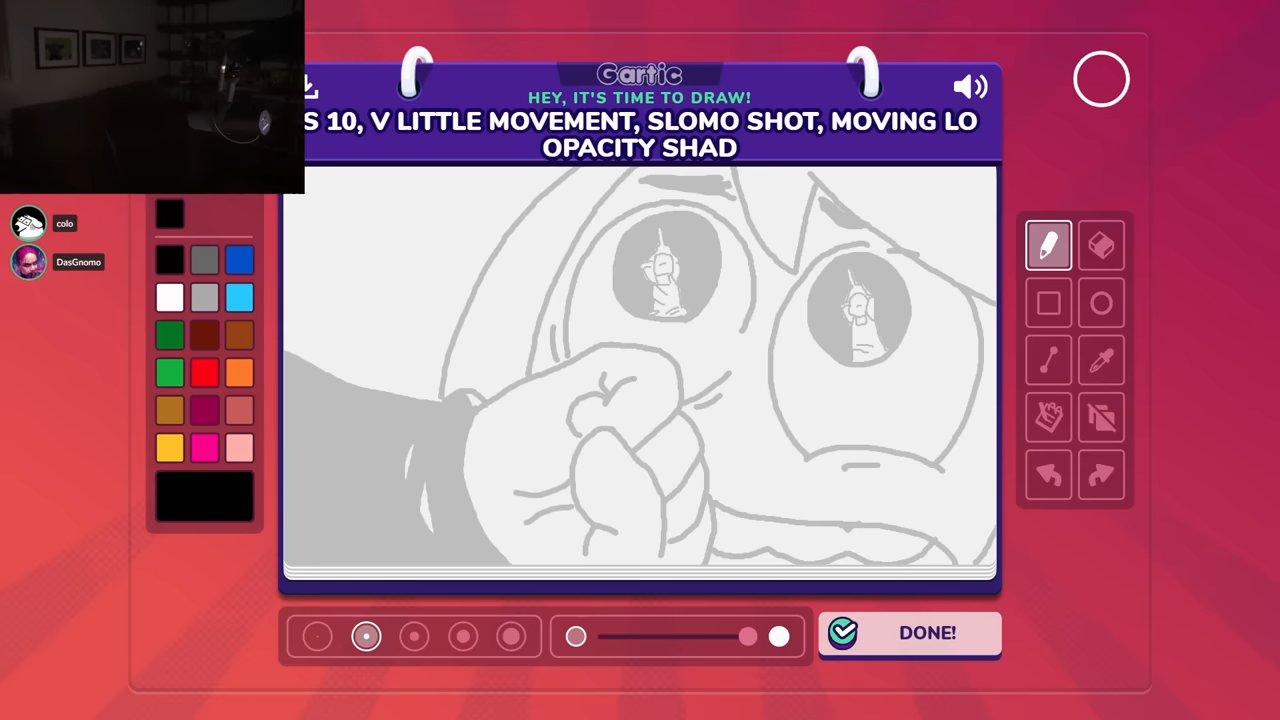 Gartic
HEY, IT'S TIME TO DRAW!
S 10, V LITTLE MOVEMENT, SLOMO SHOT, MOVING LO
OPACITY SHAD
colo
DasGnomo
DONE!